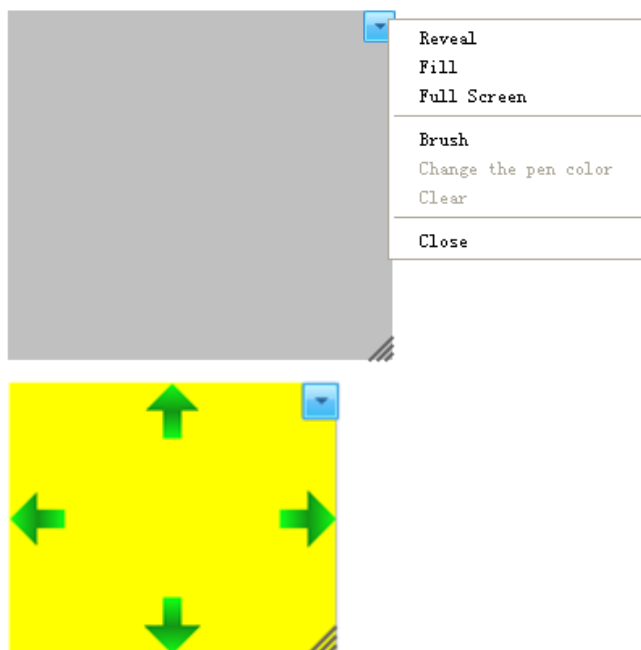 Reveal
Fill
Full Screen
Brush
Change the pen color
Clear
Close